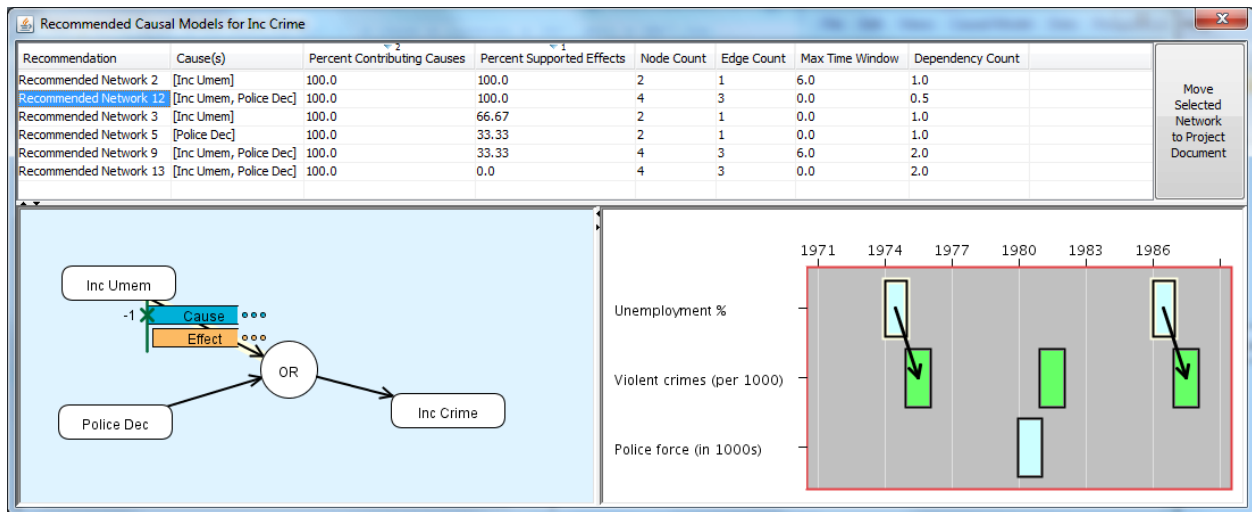 Recommended Causal Models for Inc Crime
2 1
Recommendation Cause(s) Percent Contributing Causes Percent Supported Effects Node Count Edge Count Max Time Window Dependency Count
Recommended Network 2 [Inc Umem] 100.0 100.0 2 1 6.0 1.0
Recommended Network 12 [Inc Umem, Police Dec] 100.0 100.0 4 3 0.0 0.5
Recommended Network 3 [Inc Umem] 100.0 66.67 2 1 0.0 1.0
Recommended Network 5 [Police Dec] 100.0 33.33 2 1 0.0 1.0
Recommended Network 9 [Inc Umem, Police Dec] 100.0 33.33 4 3 6.0 2.0
Recommended Network 13 [Inc Umem, Police Dec] 100.0 0.0 4 3 0.0 2.0
Move
Selected
Network
to Project
Document
Inc Umem
-1 Cause
Effect
OR
Police Dec
Inc Crime
1971 1974 1977 1980 1983 1986
Unemployment %
Violent crimes (per 1000)
Police force (in 1000s)